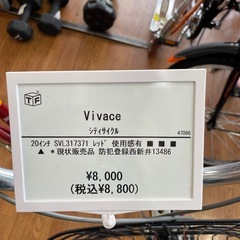 TF
Vivace
シティサイクル
47086
20インチ SVL317371 レッド 使用感有 ■ ■ ■
▲ *現状販売品 防犯登録西新井13486
¥8,000
(税込¥8,800)